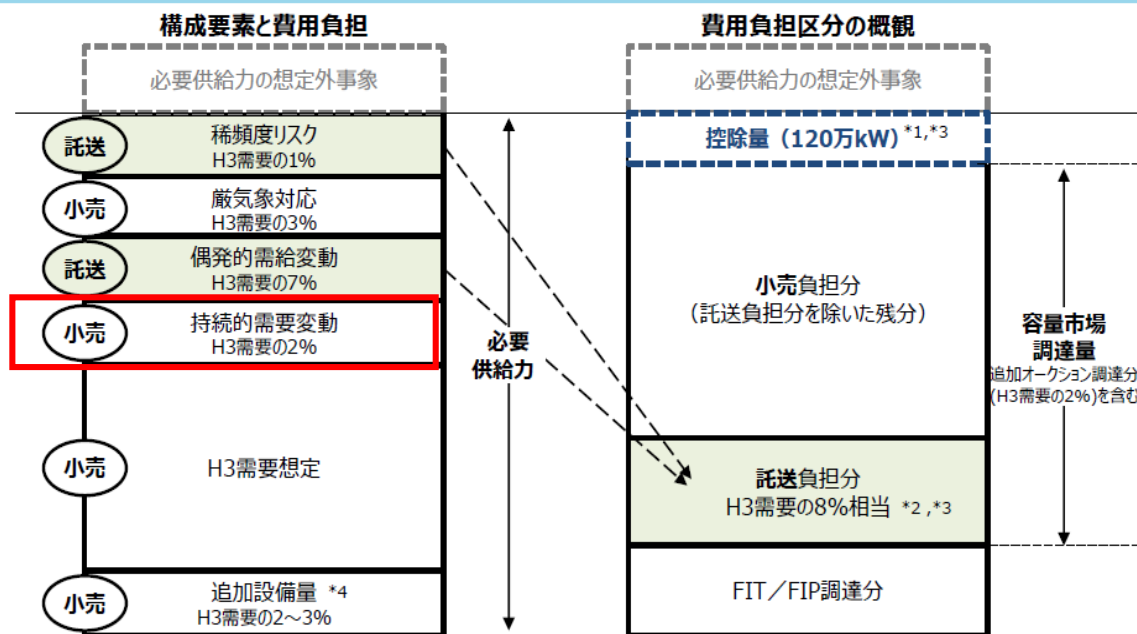 構成要素と費用負担
必要供給力の想定外事象
託送
稀頻度リスク
H3需要の1%
小売
厳気象対応
H3需要の3%
託送
偶発的需給変動
H3需要の7%
小売
持続的需要変動
H3需要の2%
小売
H3需要想定
小売
追加設備量 *4
H3需要の2～3%
必要
供給力
費用負担区分の概観
必要供給力の想定外事象
控除量（120万kW）*1,*3
小売負担分
（託送負担分を除いた残分）
託送負担分
H3需要の8%相当 *2 ,*3
FIT／FIP調達分
容量市場
調達量
追加オークション調達分
(H3需要の2%)を含む